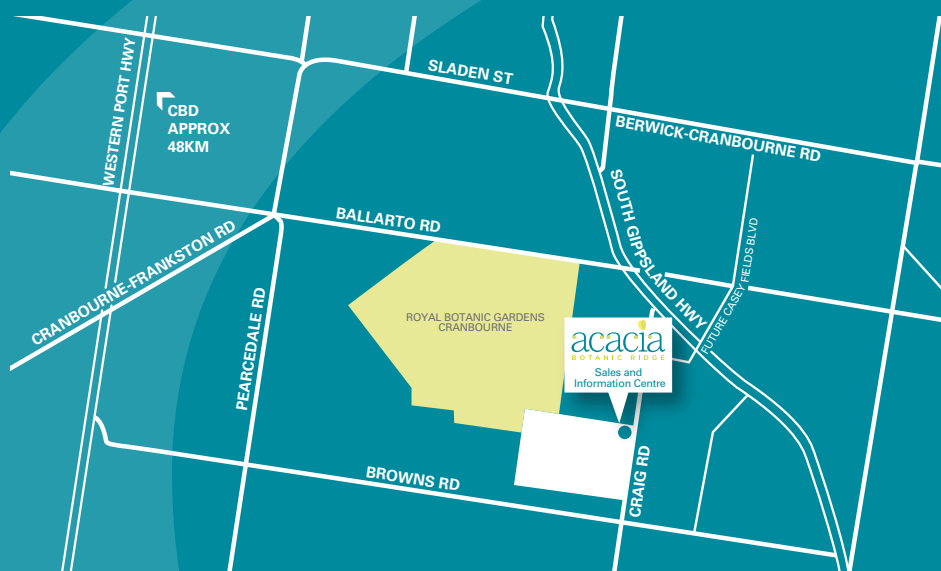 WESTERN PORT HWY
CBD
APPROX
48KM
SLADEN ST
BERWICK-CRANBOURNE RD
SOUTH GIPPSLAND HWY
BALLARTO RD
CRANBOURNE-FRANKSTON RD
FUTURE CASEY FIELDS BLVD
PEARCEDALE RD
ROYAL BOTANIC GARDENS
CRANBOURNE
acacia
BOTANIC RIDGE
Sales and
Information Centre
CRAIG RD
BROWNS RD